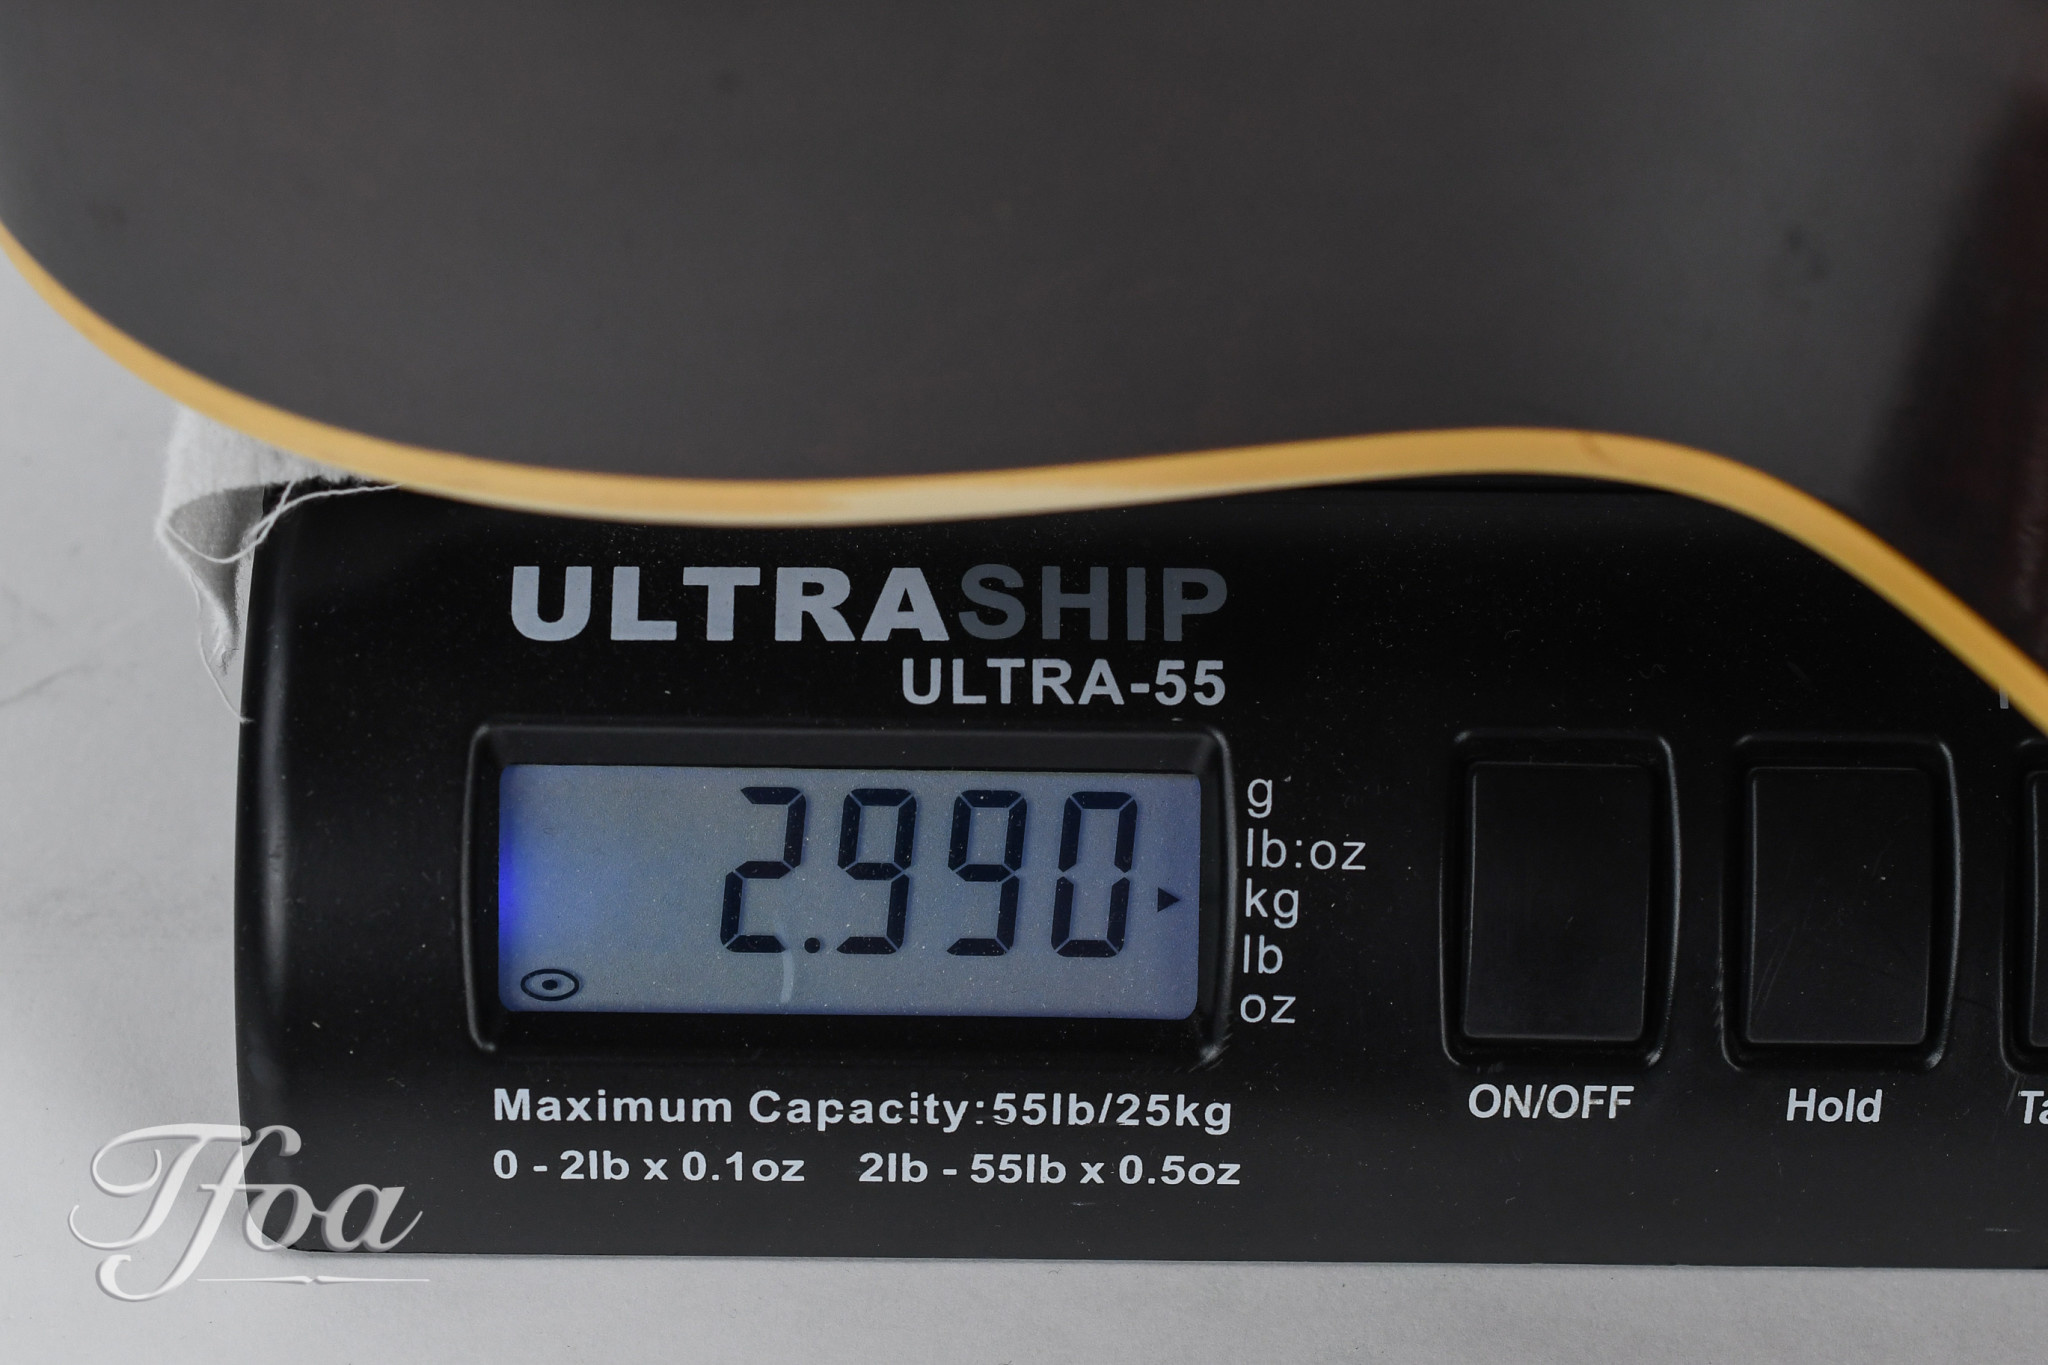 ULTRASHIP
ULTRA-55
2.990
g
lb:oz
kg
lb
oz
Maximum Capacity:55lb/25kg
0 - 2lb x 0.1oz 2lb - 55lb x 0.5oz
ON/OFF
Hold
Tfoa